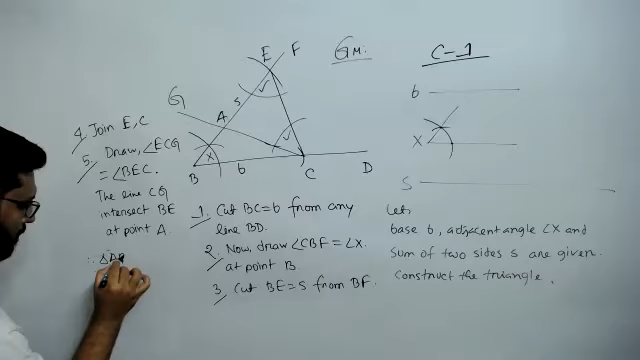 Gm.
C-1
E
F
G
A
s
x
B
b
C
D
b
x
s
1. Cut BC=b from any
line BD.
2. Now, draw ∠CBF = ∠x.
at point B.
3. Cut BE=s from BF.
4. Join E, C
5. Draw, ∠ECG
= ∠BEC.
The line CG
intersect BE
at point A.
∴ △AB
Let,
base b, adjecent angle ∠x and
sum of two sides s are given.
Construct the triangle.